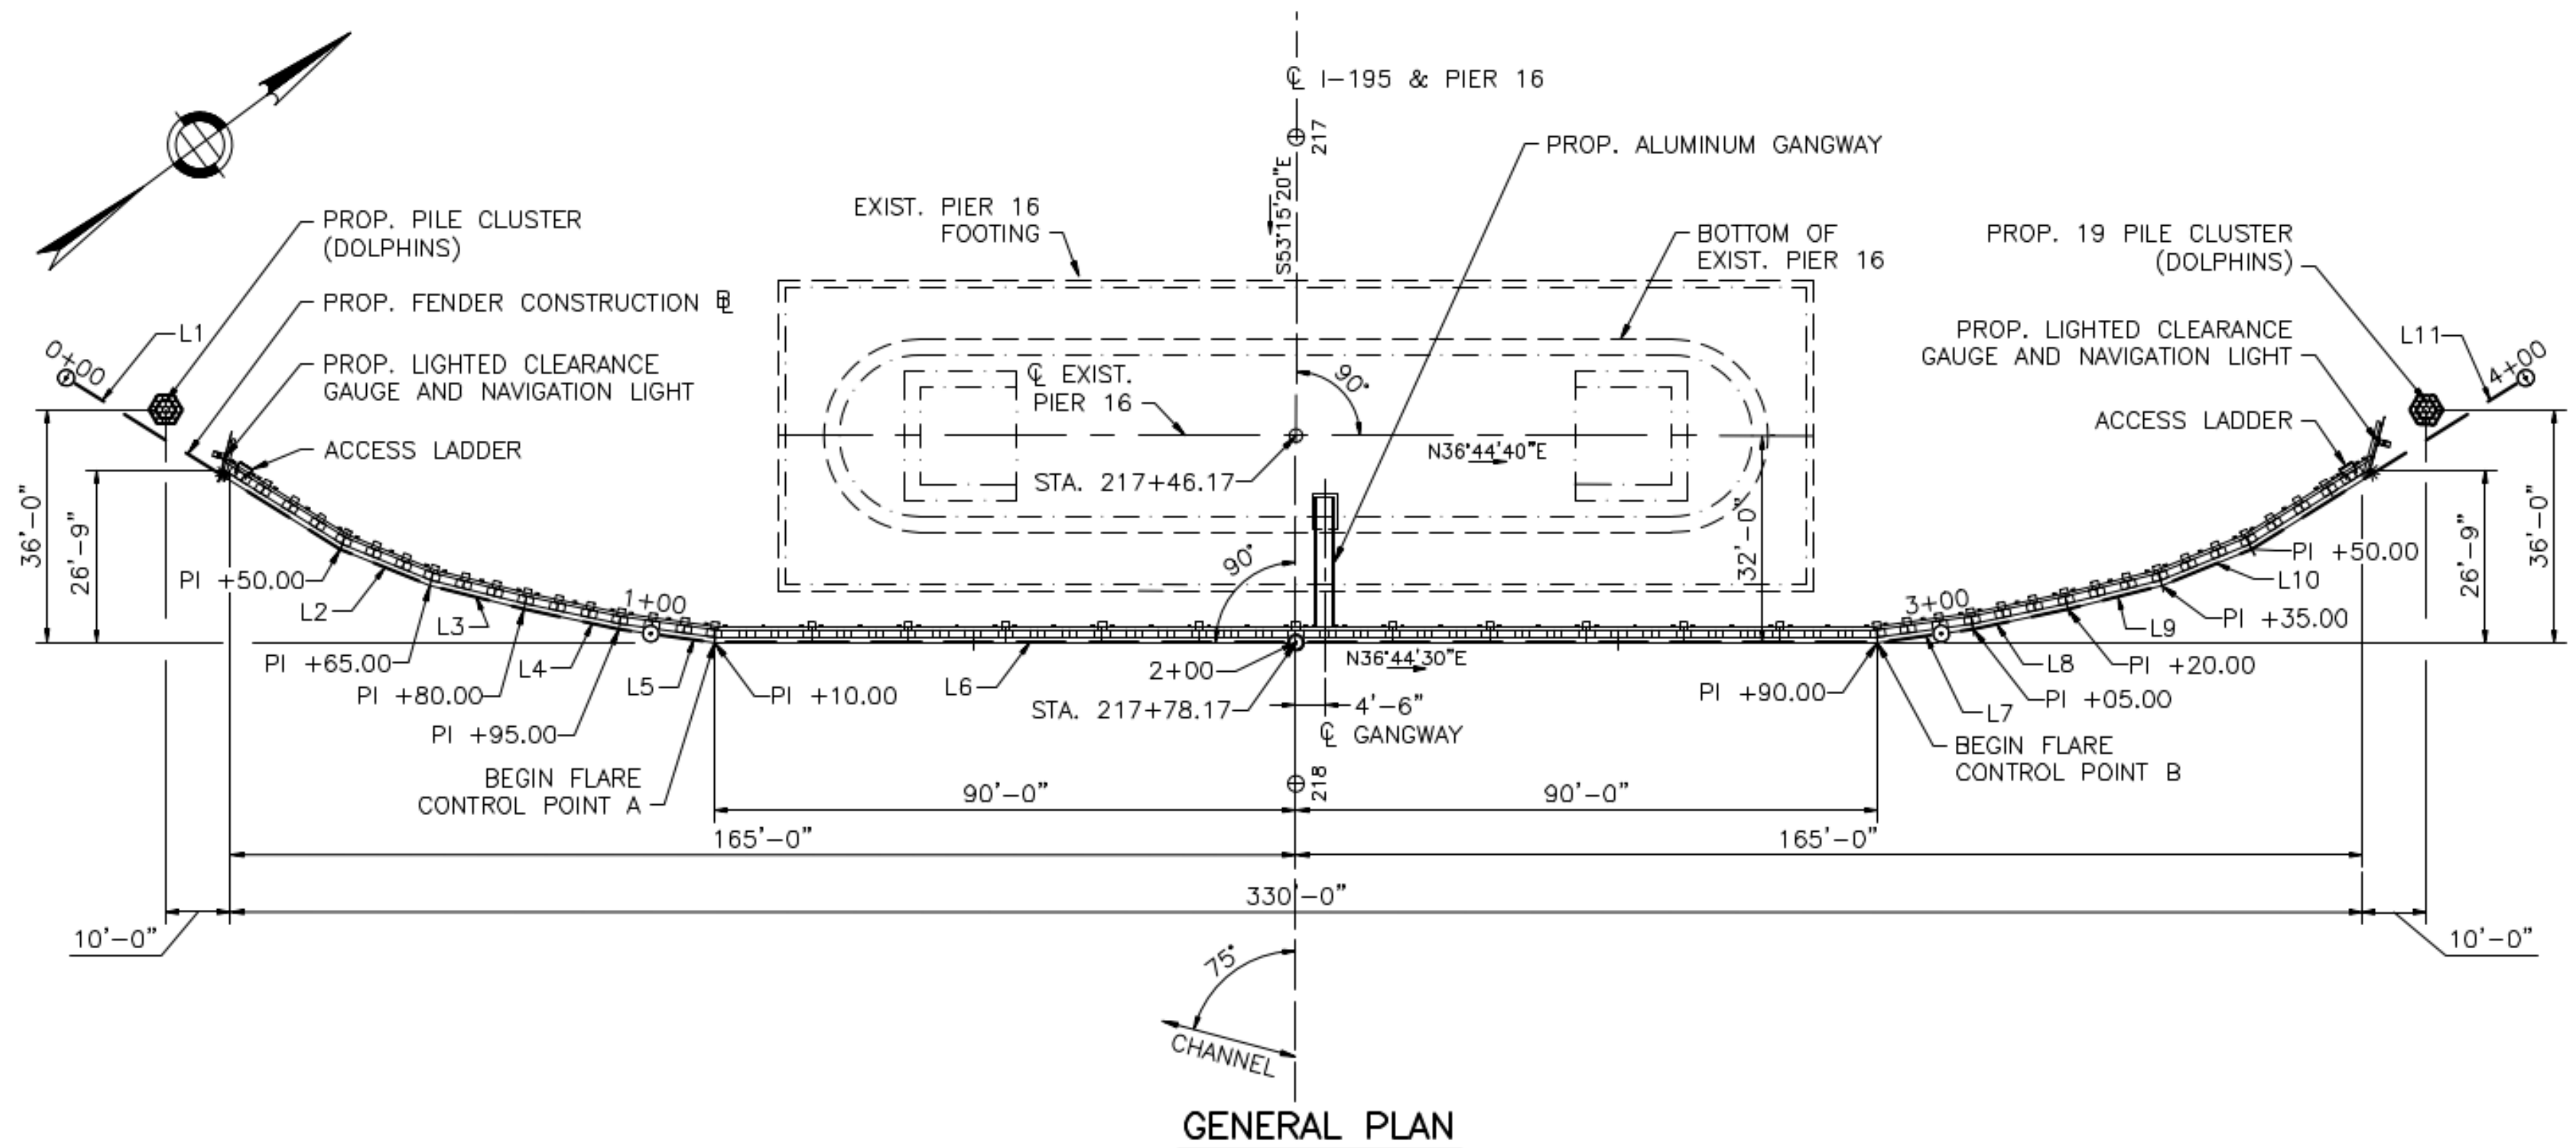 ℄ I-195 & PIER 16
217
S53°15'20"E
PROP. ALUMINUM GANGWAY
PROP. PILE CLUSTER
(DOLPHINS)
EXIST. PIER 16
FOOTING
BOTTOM OF
EXIST. PIER 16
PROP. 19 PILE CLUSTER
(DOLPHINS)
PROP. FENDER CONSTRUCTION ⅊
L1
0+00
PROP. LIGHTED CLEARANCE
GAUGE AND NAVIGATION LIGHT
℄ EXIST.
PIER 16
90°
PROP. LIGHTED CLEARANCE
GAUGE AND NAVIGATION LIGHT
L11
4+00
ACCESS LADDER
ACCESS LADDER
N36°44'40"E
STA. 217+46.17
36'-0"
26'-9"
32'-0"
26'-9"
36'-0"
90°
PI +50.00
L2
L3
1+00
PI +65.00
L4
PI +80.00
L5
PI +95.00
PI +10.00
L6
2+00
STA. 217+78.17
N36°44'30"E
4'-6"
℄ GANGWAY
PI +90.00
3+00
L7
PI +05.00
L8
PI +20.00
L9
PI +35.00
L10
PI +50.00
BEGIN FLARE
CONTROL POINT A
BEGIN FLARE
CONTROL POINT B
218
90'-0"
90'-0"
165'-0"
165'-0"
330'-0"
10'-0"
10'-0"
75°
CHANNEL
GENERAL PLAN